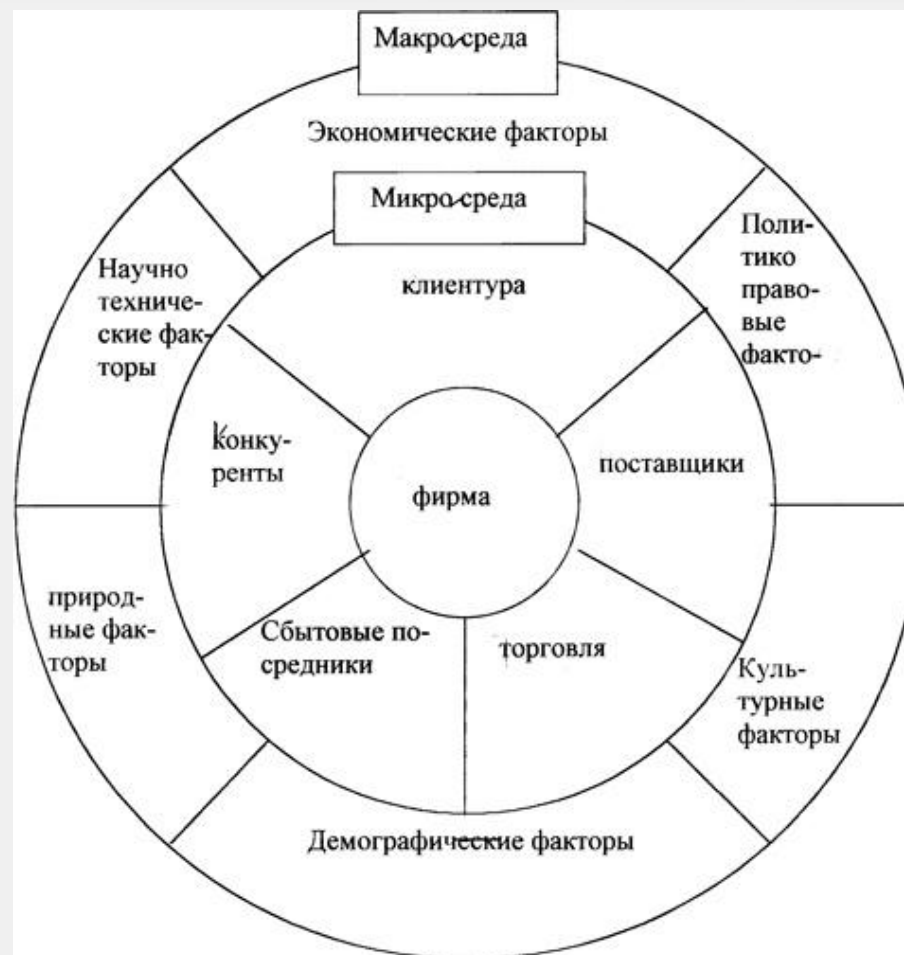 Макро-среда
Экономические факторы
Микро-среда
клиентура
Поли-
тико
право-
вые
факто-
Научно
техниче-
ские фак-
торы
конку-
ренты
поставщики
фирма
природ-
ные фак-
торы
Сбытовые по-
средники
торговля
Куль-
турные
факторы
Демографические факторы